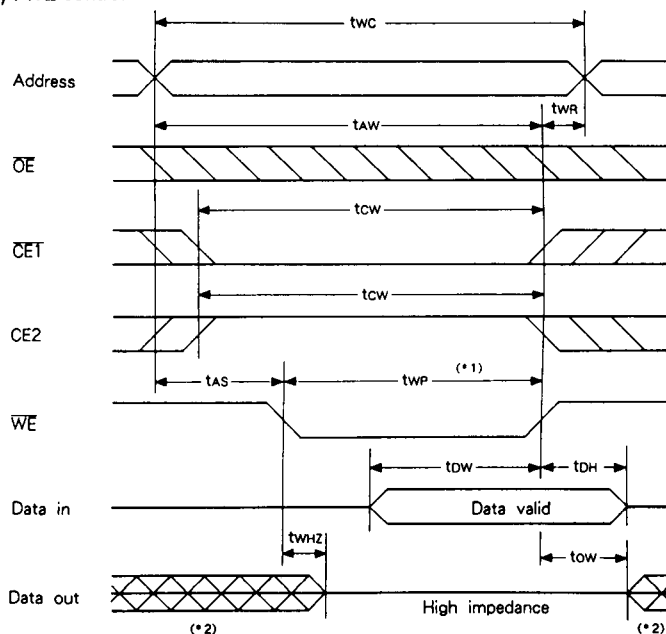 twc
Address
tWR
tAW
OE
tcw
CE1
tcw
CE2
tAS
tWP (*1)
WE
tDW
tDH
Data in
Data valid
tWHZ
tow
Data out
High impedance
(*2)
(*2)